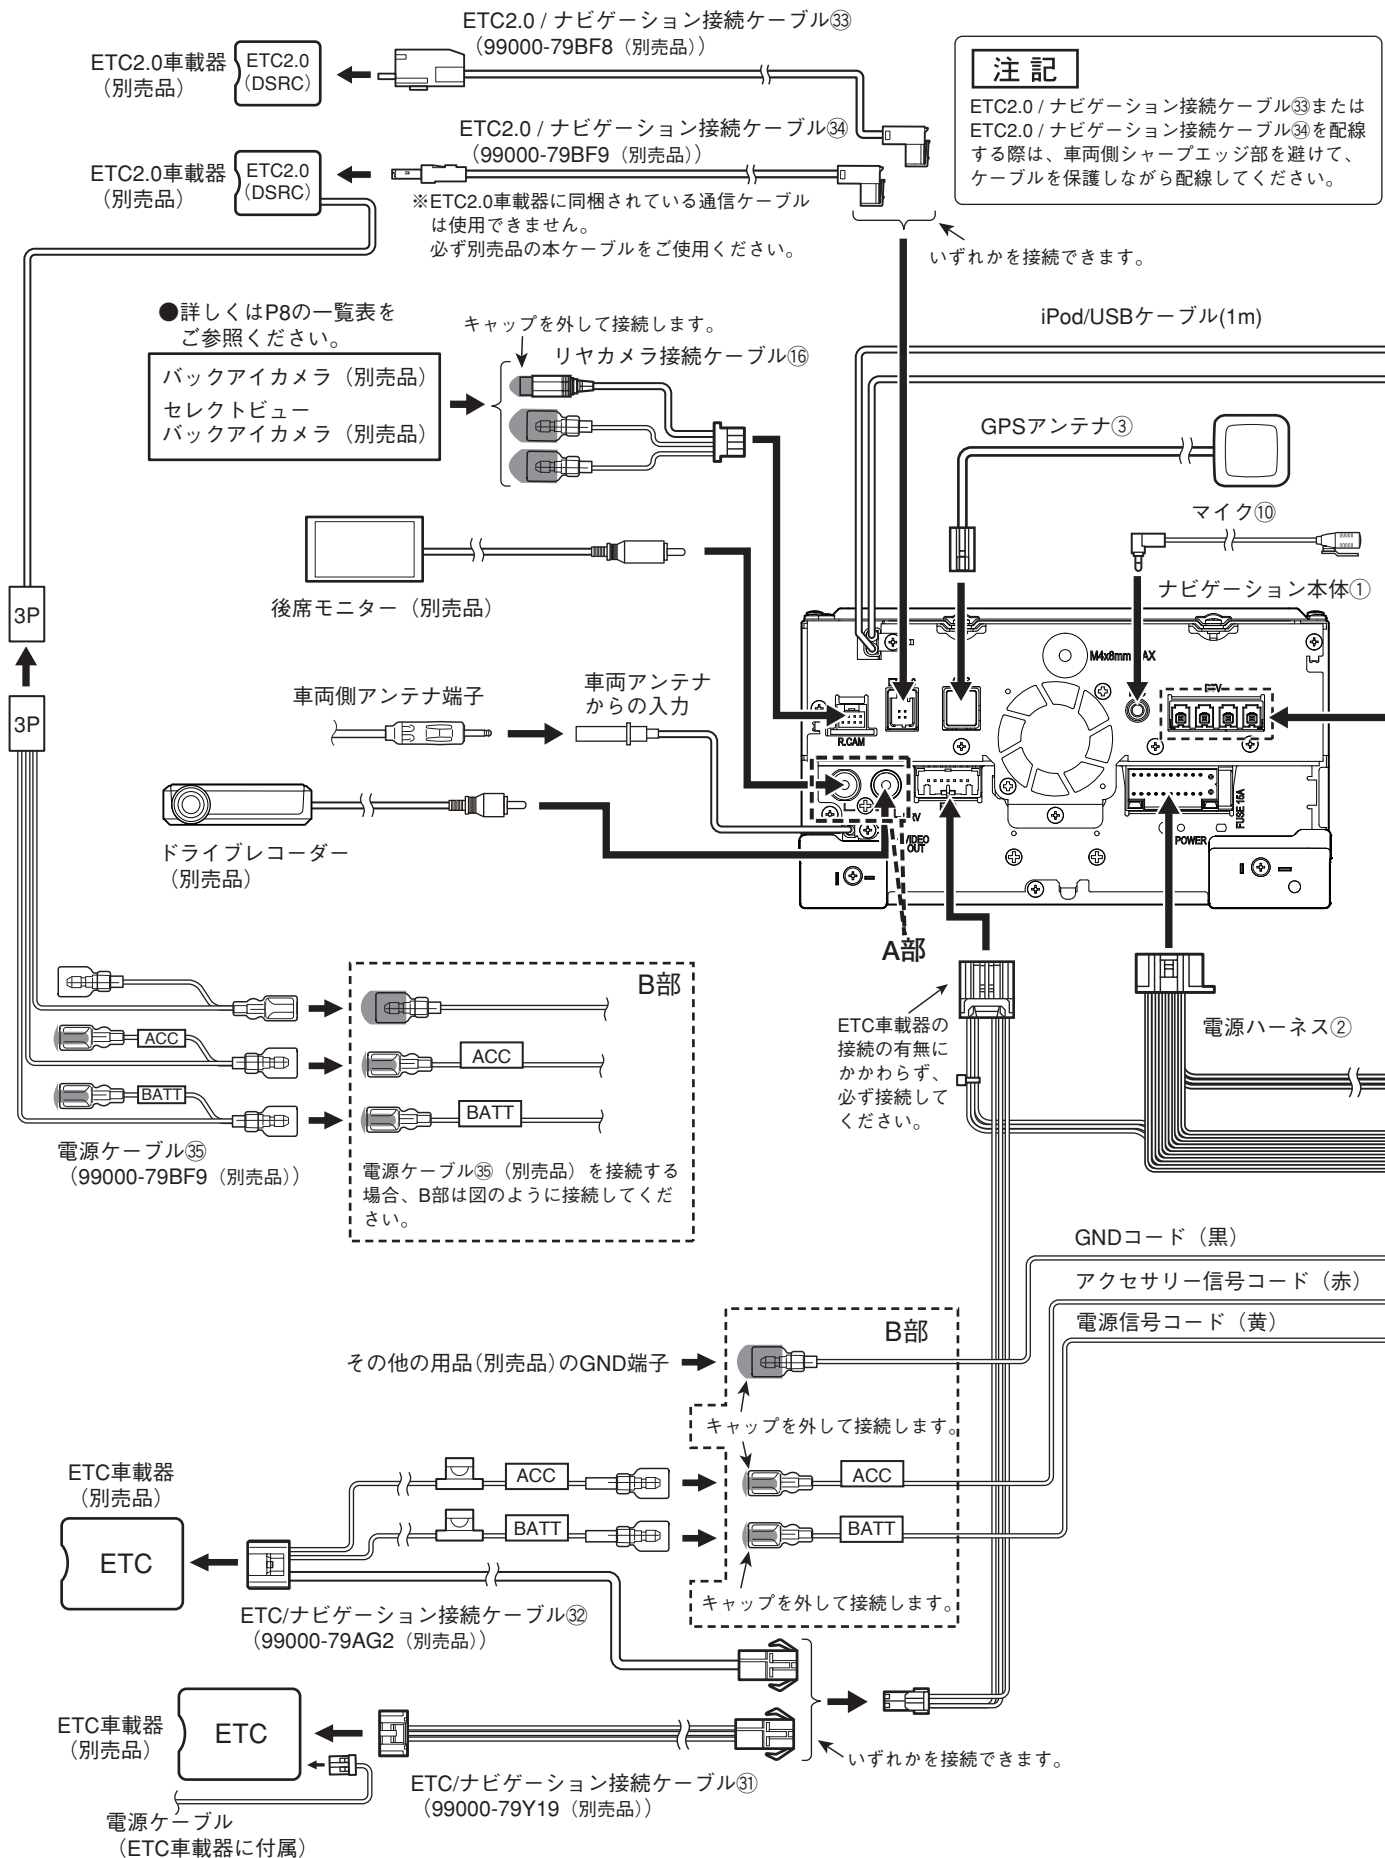 ETC2.0 / ナビゲーション接続ケーブル㉝
（99000-79BF8（別売品））
ETC2.0車載器
（別売品）
ETC2.0
(DSRC)
注 記
ETC2.0 / ナビゲーション接続ケーブル㉝または
ETC2.0 / ナビゲーション接続ケーブル㉞を配線
する際は、車両側シャープエッジ部を避けて、
ケーブルを保護しながら配線してください。
ETC2.0 / ナビゲーション接続ケーブル㉞
（99000-79BF9（別売品））
ETC2.0車載器
（別売品）
ETC2.0
(DSRC)
※ETC2.0車載器に同梱されている通信ケーブル
は使用できません。
必ず別売品の本ケーブルをご使用ください。
いずれかを接続できます。
●詳しくはP8の一覧表を
ご参照ください。
バックアイカメラ（別売品）
セレクトビュー
バックアイカメラ（別売品）
キャップを外して接続します。
リヤカメラ接続ケーブル⑯
iPod/USBケーブル(1m)
GPSアンテナ③
マイク⑩
ナビゲーション本体①
後席モニター（別売品）
3P
3P
車両側アンテナ端子
車両アンテナ
からの入力
M4x8mm MAX
R.CAM
VIDEO
OUT
POWER
FUSE 15A
ドライブレコーダー
（別売品）
A部
B部
ACC
ACC
BATT
BATT
電源ケーブル㉟
（99000-79BF9（別売品））
電源ケーブル㉟（別売品）を接続する
場合、B部は図のように接続してくだ
さい。
ETC車載器の
接続の有無に
かかわらず、
必ず接続して
ください。
電源ハーネス②
GNDコード（黒）
アクセサリー信号コード（赤）
電源信号コード（黄）
B部
その他の用品(別売品)のGND端子
キャップを外して接続します。
ETC車載器
（別売品）
ETC
ACC
ACC
BATT
BATT
キャップを外して接続します。
ETC/ナビゲーション接続ケーブル㉜
（99000-79AG2（別売品））
ETC車載器
（別売品）
ETC
いずれかを接続できます。
ETC/ナビゲーション接続ケーブル㉛
（99000-79Y19（別売品））
電源ケーブル
（ETC車載器に付属）